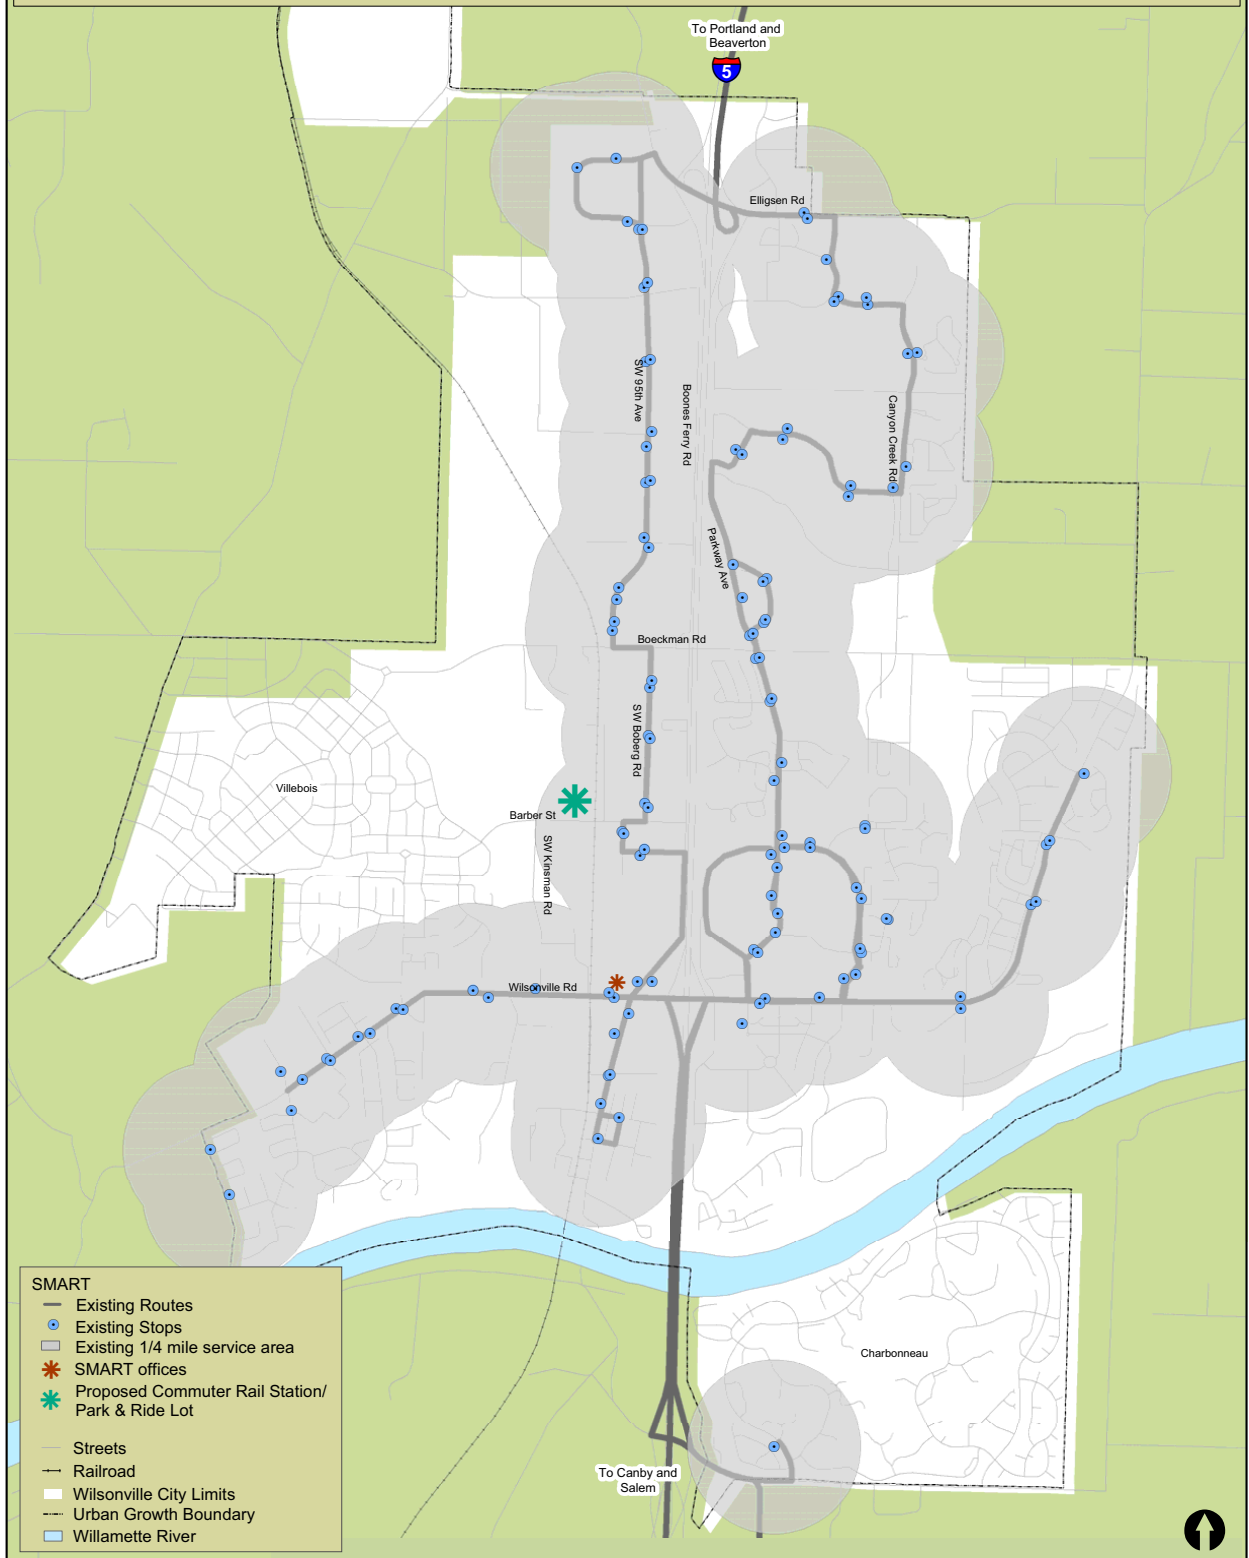 To Portland and
Beaverton
5
Elligsen Rd
SW 95th Ave
Boones Ferry Rd
Canyon Creek Rd
Parkway Ave
Boeckman Rd
SW Boberg Rd
Villebois
Barber St
SW Kinsman Rd
Wilsonville Rd
Charbonneau
To Canby and
Salem
SMART
Existing Routes
Existing Stops
Existing 1/4 mile service area
SMART offices
Proposed Commuter Rail Station/
Park & Ride Lot
Streets
Railroad
Wilsonville City Limits
Urban Growth Boundary
Willamette River